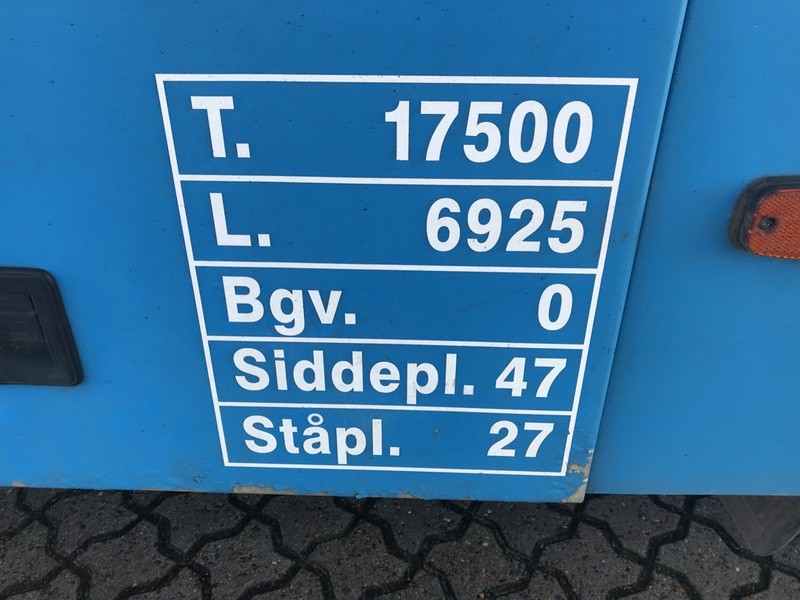 T. 17500
L. 6925
Bgv. 0
Siddepl. 47
Ståpl. 27